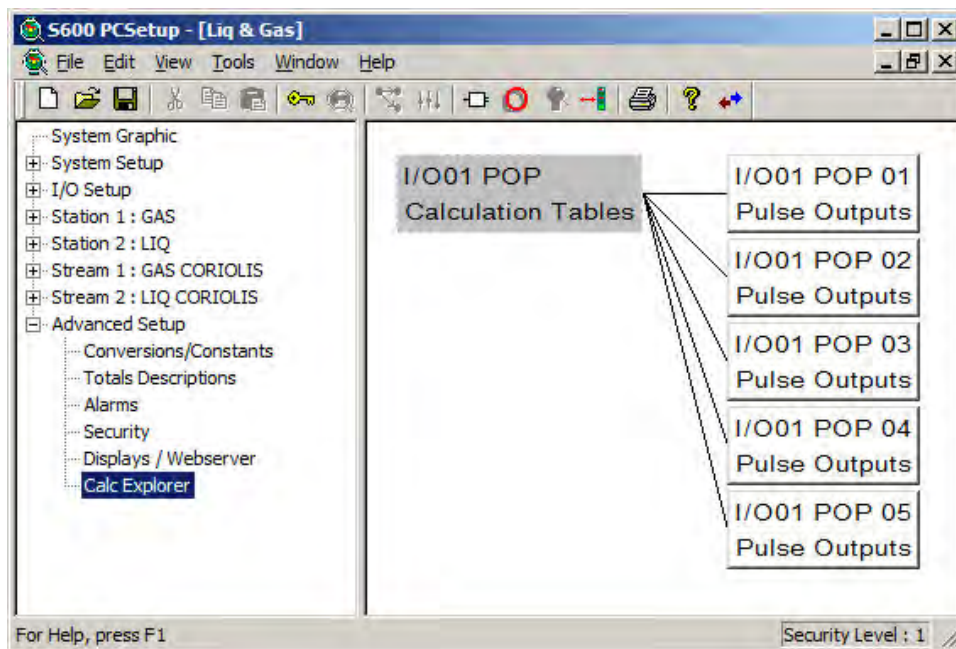 S600 PCSetup - [Liq & Gas]
File Edit View Tools Window Help
System Graphic
System Setup
I/O Setup
Station 1 : GAS
Station 2 : LIQ
Stream 1 : GAS CORIOLIS
Stream 2 : LIQ CORIOLIS
Advanced Setup
Conversions/Constants
Totals Descriptions
Alarms
Security
Displays / Webserver
Calc Explorer
I/O01 POP
Calculation Tables
I/O01 POP 01
Pulse Outputs
I/O01 POP 02
Pulse Outputs
I/O01 POP 03
Pulse Outputs
I/O01 POP 04
Pulse Outputs
I/O01 POP 05
Pulse Outputs
For Help, press F1
Security Level : 1